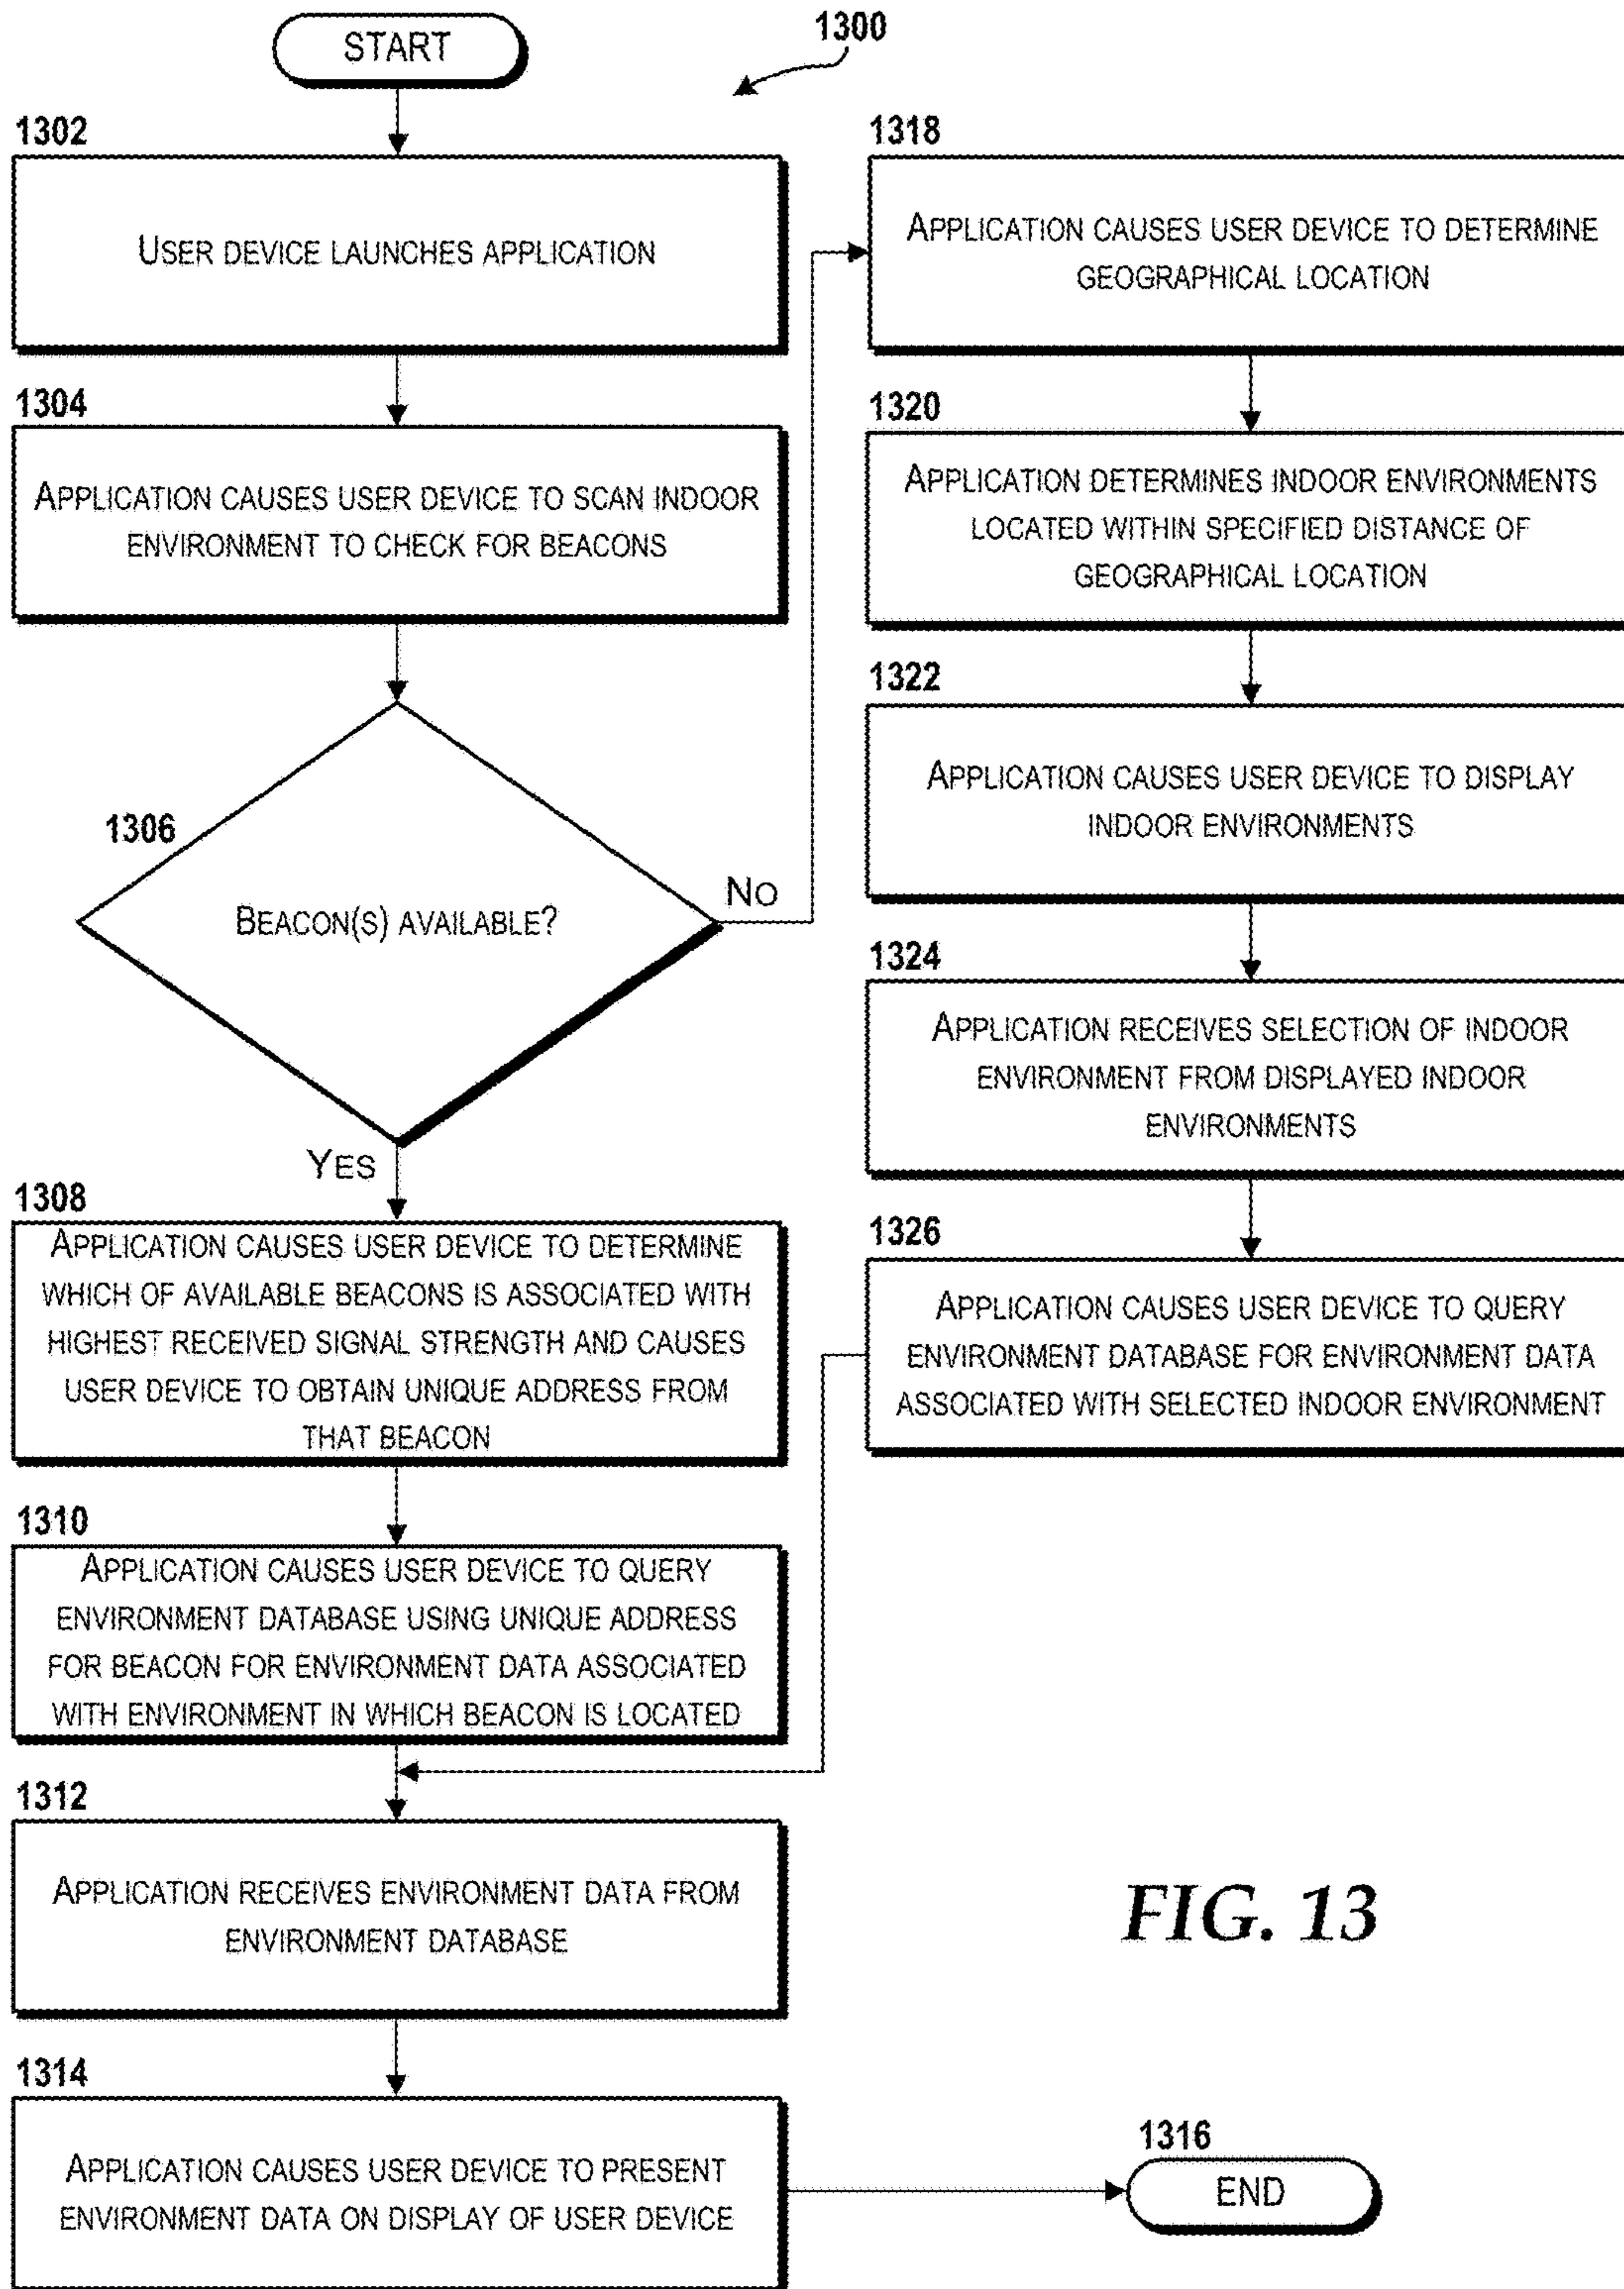 START
1300
1302
USER DEVICE LAUNCHES APPLICATION
1304
APPLICATION CAUSES USER DEVICE TO SCAN INDOOR
ENVIRONMENT TO CHECK FOR BEACONS
1306
BEACON(S) AVAILABLE?
NO
YES
1308
APPLICATION CAUSES USER DEVICE TO DETERMINE
WHICH OF AVAILABLE BEACONS IS ASSOCIATED WITH
HIGHEST RECEIVED SIGNAL STRENGTH AND CAUSES
USER DEVICE TO OBTAIN UNIQUE ADDRESS FROM
THAT BEACON
1310
APPLICATION CAUSES USER DEVICE TO QUERY
ENVIRONMENT DATABASE USING UNIQUE ADDRESS
FOR BEACON FOR ENVIRONMENT DATA ASSOCIATED
WITH ENVIRONMENT IN WHICH BEACON IS LOCATED
1312
APPLICATION RECEIVES ENVIRONMENT DATA FROM
ENVIRONMENT DATABASE
1314
APPLICATION CAUSES USER DEVICE TO PRESENT
ENVIRONMENT DATA ON DISPLAY OF USER DEVICE
1318
APPLICATION CAUSES USER DEVICE TO DETERMINE
GEOGRAPHICAL LOCATION
1320
APPLICATION DETERMINES INDOOR ENVIRONMENTS
LOCATED WITHIN SPECIFIED DISTANCE OF
GEOGRAPHICAL LOCATION
1322
APPLICATION CAUSES USER DEVICE TO DISPLAY
INDOOR ENVIRONMENTS
1324
APPLICATION RECEIVES SELECTION OF INDOOR
ENVIRONMENT FROM DISPLAYED INDOOR
ENVIRONMENTS
1326
APPLICATION CAUSES USER DEVICE TO QUERY
ENVIRONMENT DATABASE FOR ENVIRONMENT DATA
ASSOCIATED WITH SELECTED INDOOR ENVIRONMENT
FIG. 13
1316
END